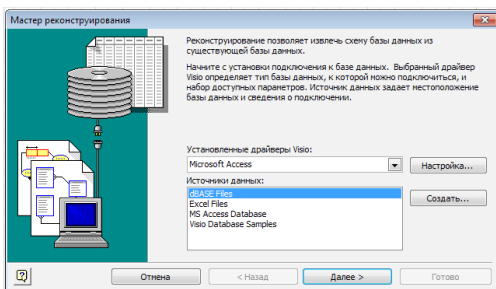 Мастер реконструирования
Реконструирование позволяет извлечь схему базы данных из
существующей базы данных.
Начните с установки подключения к базе данных. Выбранный драйвер
Visio определяет тип базы данных, к которой можно подключиться, и
набор доступных параметров. Источник данных задает местоположение
базы данных и сведения о подключении.
Установленные драйверы Visio:
Microsoft Access
Настройка...
Источники данных:
dBASE Files
Excel Files
MS Access Database
Visio Database Samples
Создать...
Отмена
< Назад
Далее >
Готово